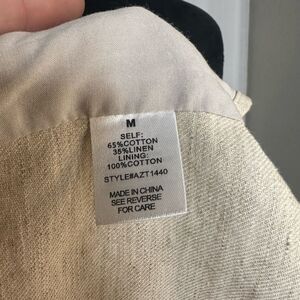 M
SELF:
65%COTTON
35%LINEN
LINING:
100%COTTON
STYLE#AZT1440
MADE IN CHINA
SEE REVERSE
FOR CARE